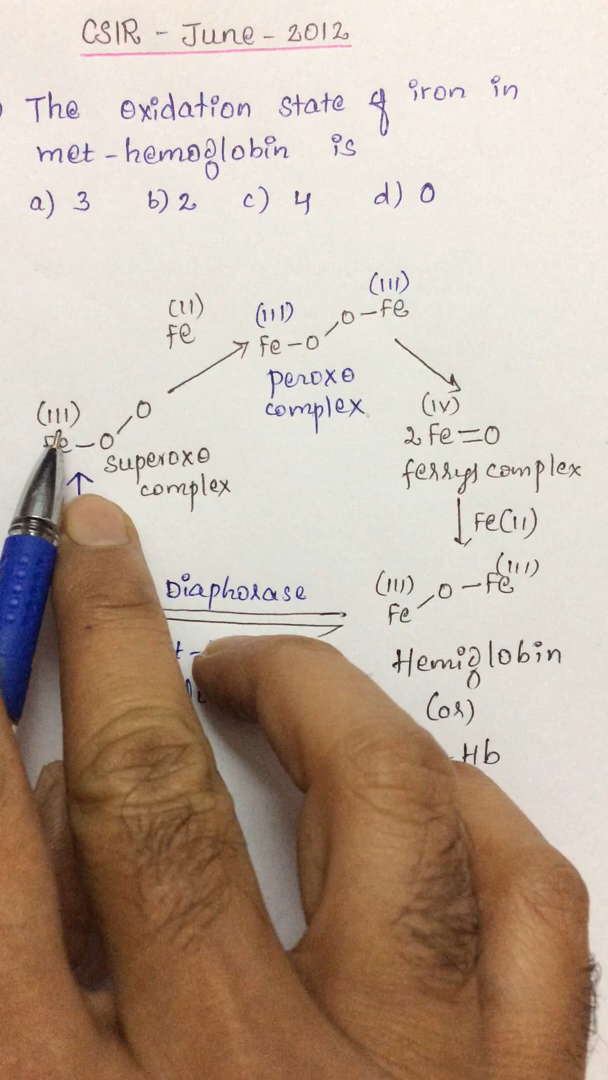 CSIR - June - 2012
The oxidation state of iron in
met-hemoglobin is
a) 3 b) 2 c) 4 d) 0
(II)
Fe
(III)
Fe-O
O-Fe
(III)
peroxo
complex
(III)
Fe-O
O
superoxo
complex
(IV)
2Fe=O
ferryl complex
Fe(II)
(III)
Fe
O-Fe
(III)
Diaphorase
Hemiglobin
(or)
-Hb